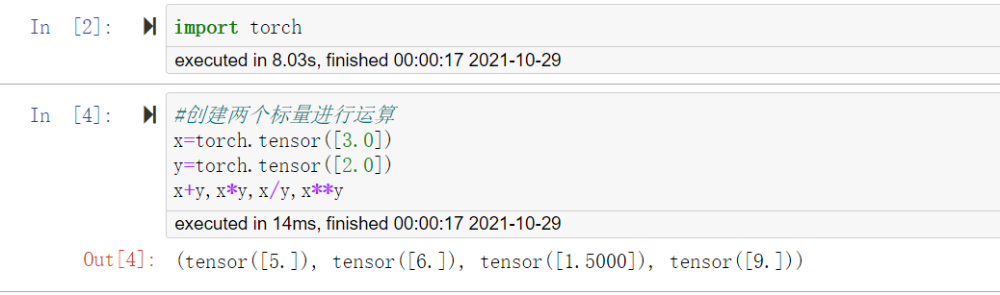 In [2]:
import torch
executed in 8.03s, finished 00:00:17 2021-10-29
In [4]:
#创建两个标量进行运算
x=torch.tensor([3.0])
y=torch.tensor([2.0])
x+y,x*y,x/y,x**y
executed in 14ms, finished 00:00:17 2021-10-29
Out[4]: (tensor([5.]), tensor([6.]), tensor([1.5000]), tensor([9.]))